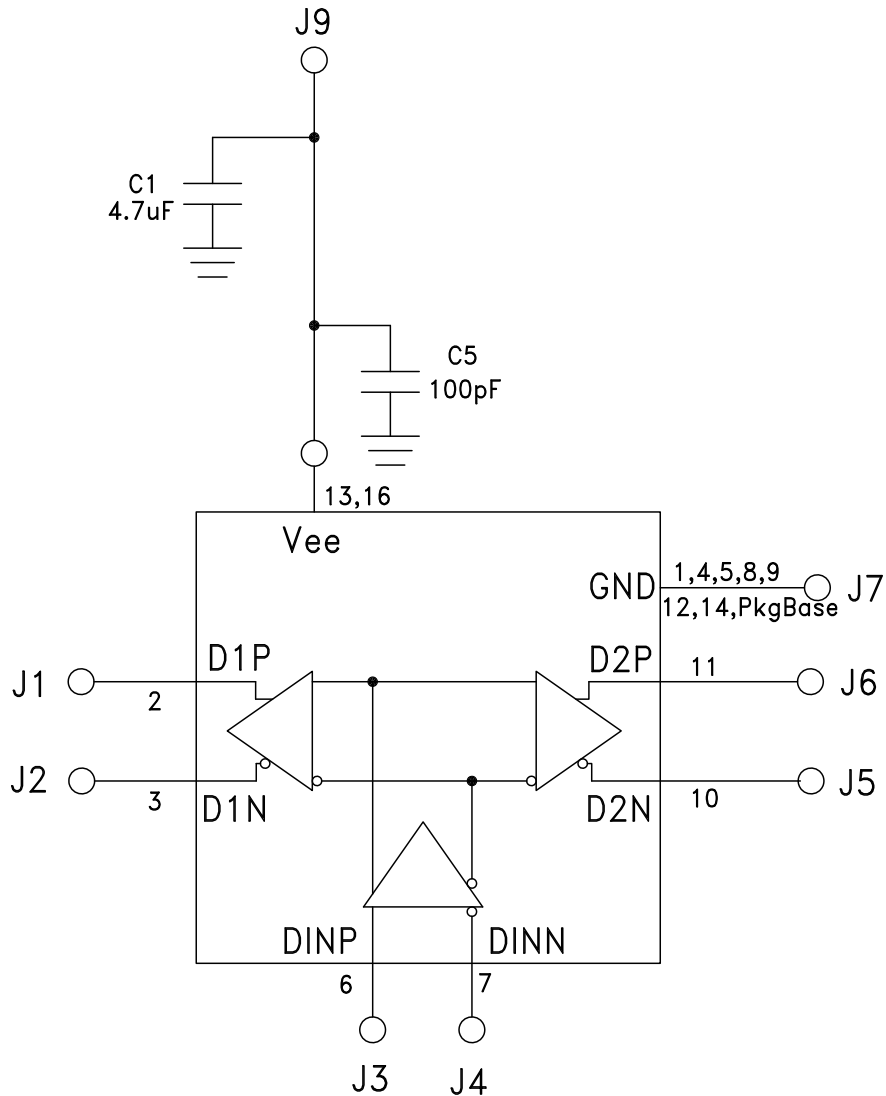 J9
C1
4.7uF
C5
100pF
13,16
Vee
GND
1,4,5,8,9
J7
12,14,PkgBase
D1P
D2P
J1
2
11
J6
J2
3
D1N
D2N
10
J5
DINP
DINN
6
7
J3
J4